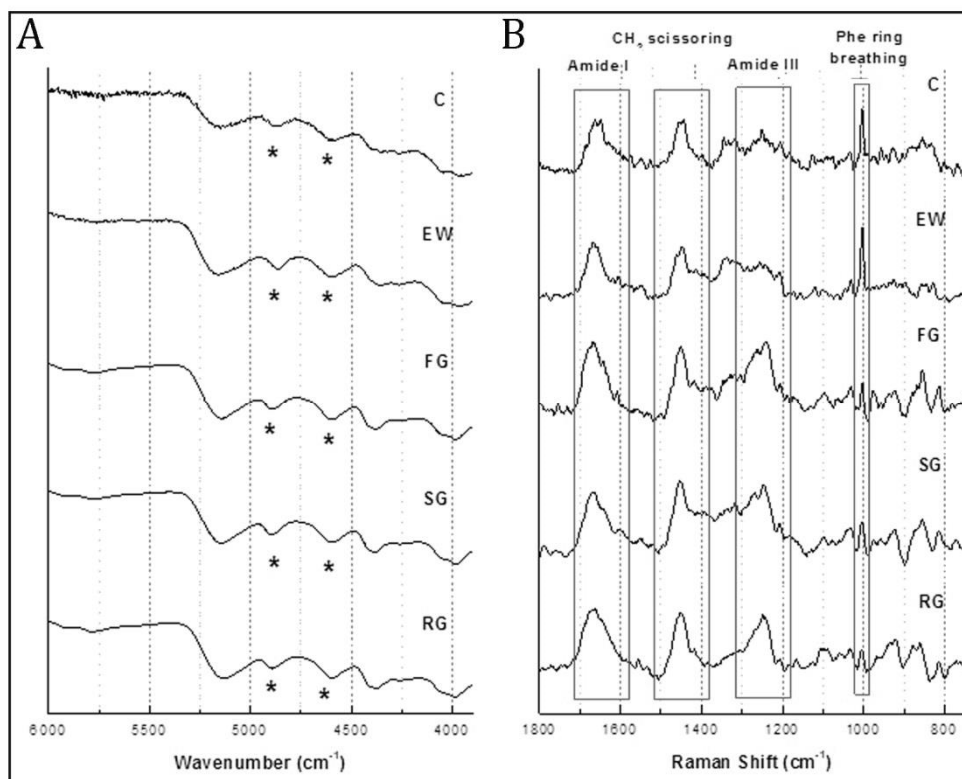 A
C
* *
EW
* *
FG
* *
SG
* *
RG
* *
6000 5500 5000 4500 4000
Wavenumber (cm⁻¹)
B
CH₂ scissoring
Phe ring
breathing
Amide I
Amide III
C
EW
FG
SG
RG
1800 1600 1400 1200 1000 800
Raman Shift (cm⁻¹)